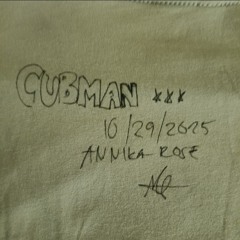 CUBMAN ***
10/29/2025
ANNIKA ROSE